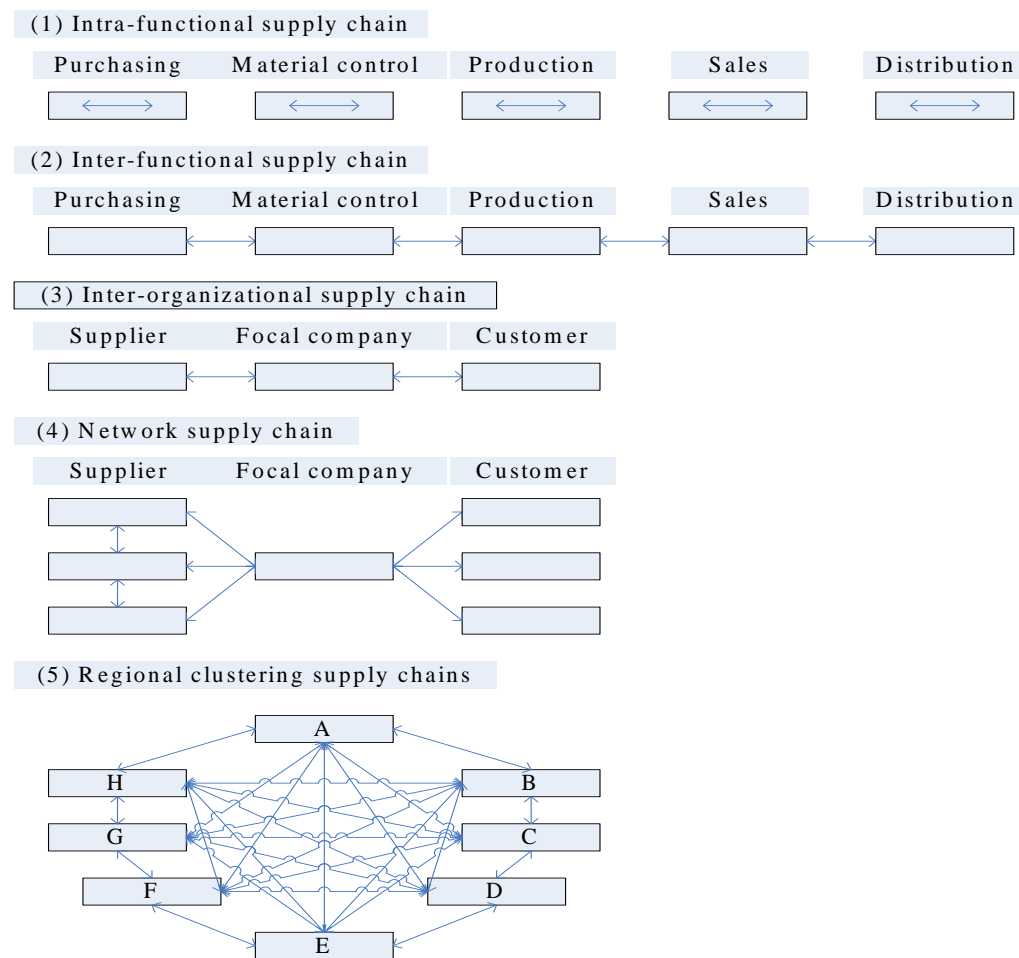 (1) Intra-functional supply chain
Purchasing Material control Production Sales Distribution
(2) Inter-functional supply chain
Purchasing Material control Production Sales Distribution
(3) Inter-organizational supply chain
Supplier Focal company Customer
(4) Network supply chain
Supplier Focal company Customer
(5) Regional clustering supply chains
A
H B
G C
F D
E